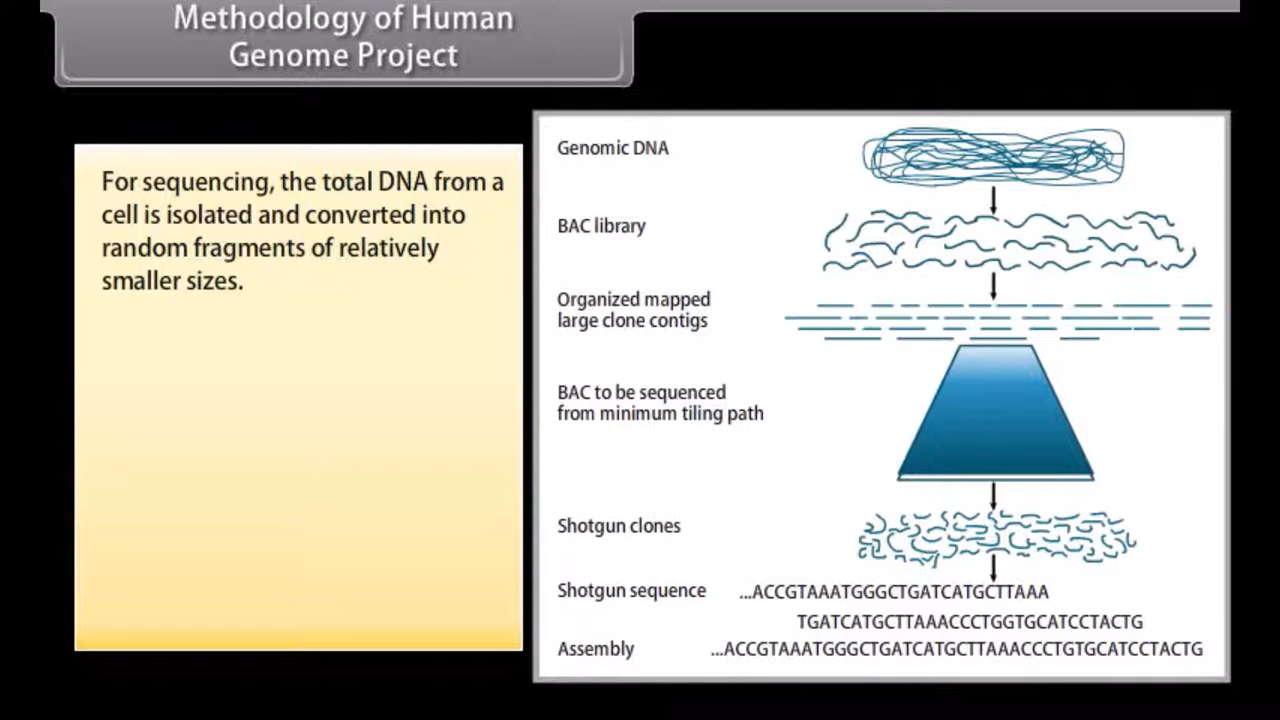 Methodology of Human
Genome Project
For sequencing, the total DNA from a
cell is isolated and converted into
random fragments of relatively
smaller sizes.
Genomic DNA
BAC library
Organized mapped
large clone contigs
BAC to be sequenced
from minimum tiling path
Shotgun clones
Shotgun sequence ...ACCGTAAATGGGCTGATCATGCTTAAA
TGATCATGCTTAAACCCTGGTGCATCCTACTG
Assembly ...ACCGTAAATGGGCTGATCATGCTTAAACCCTGTGCATCCTACTG